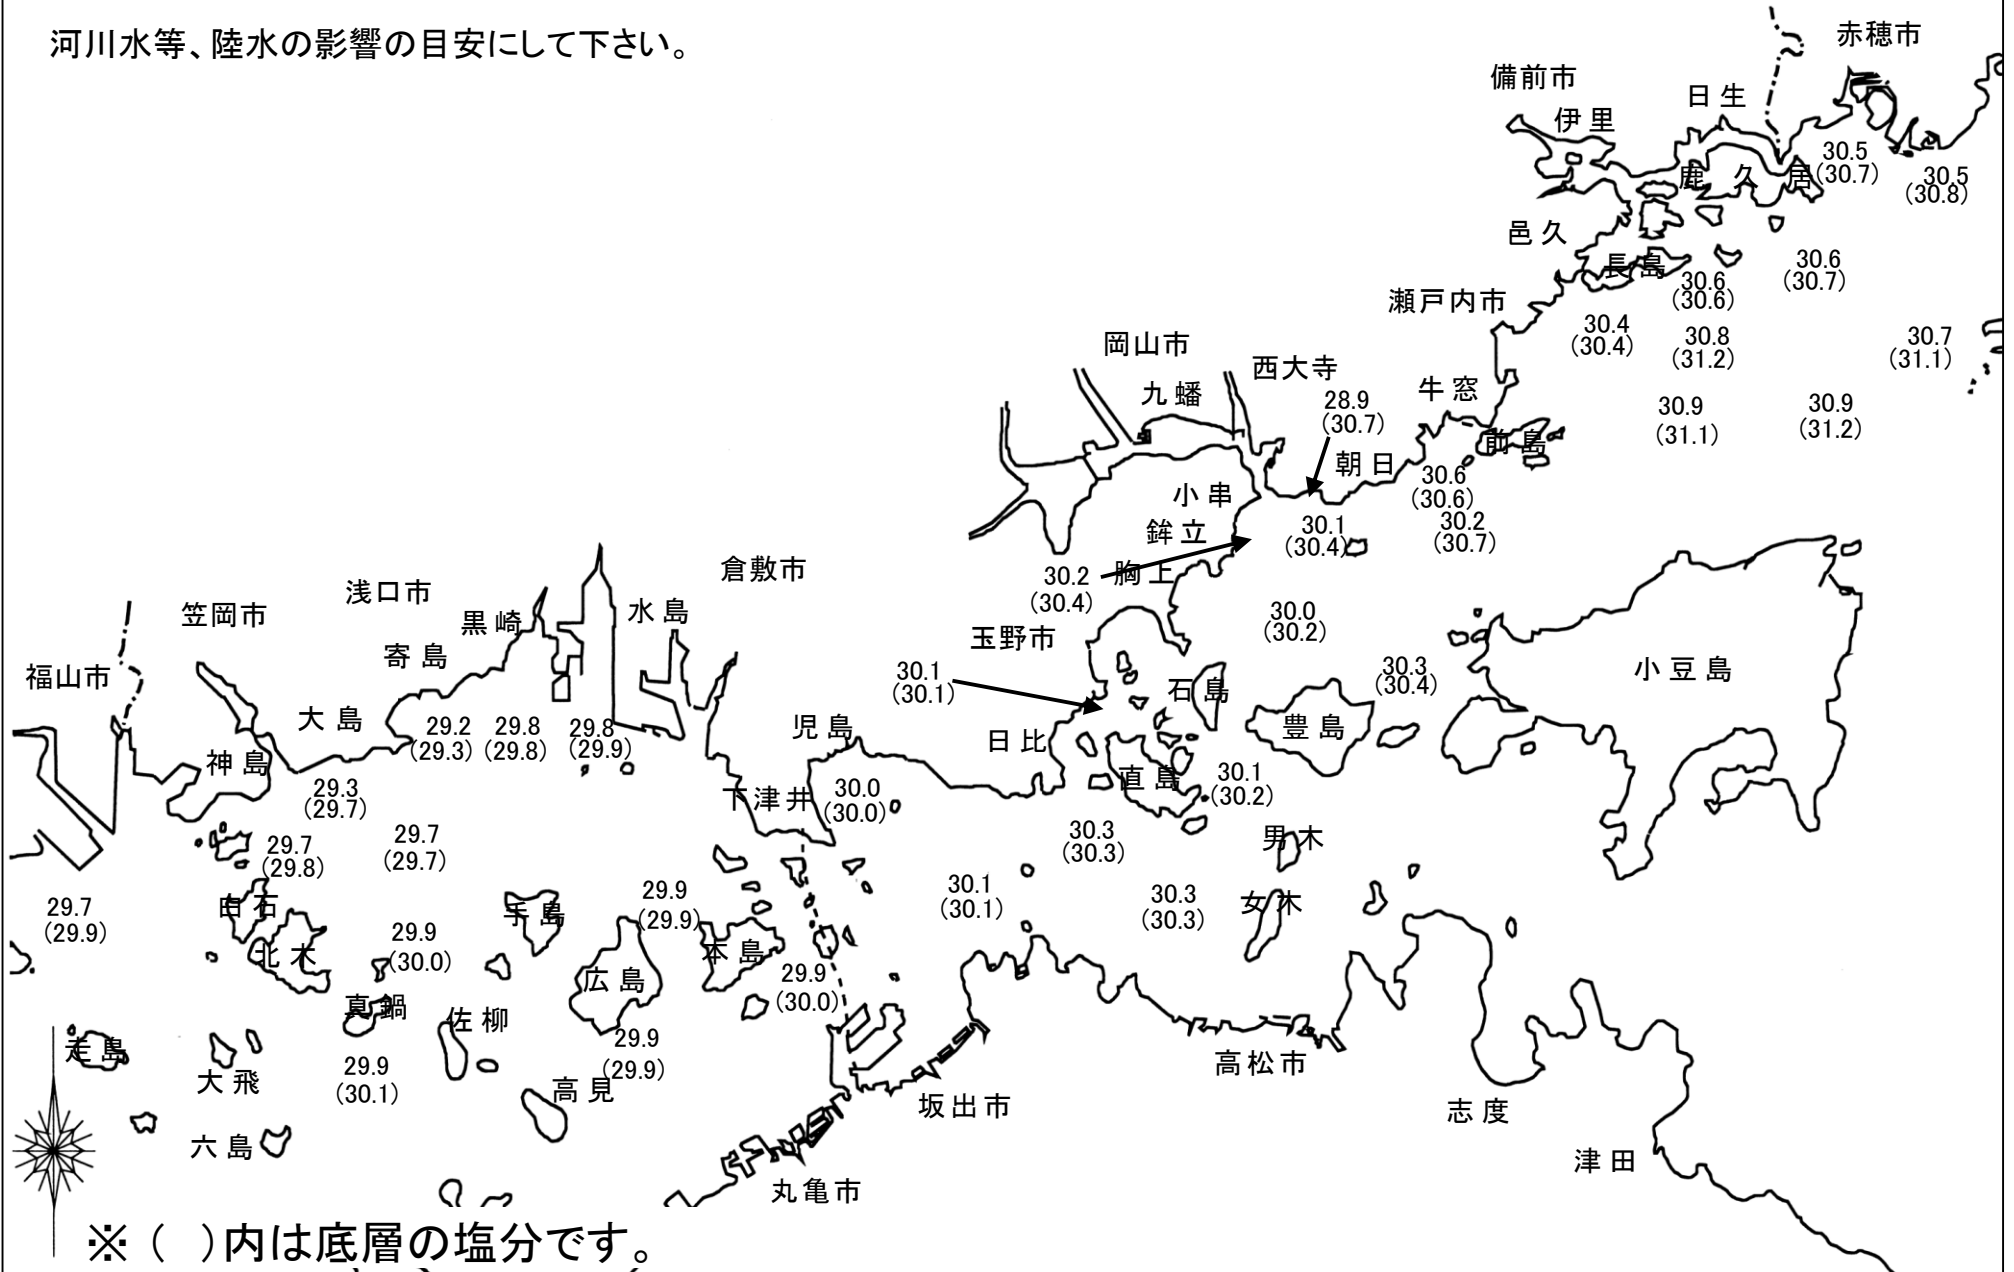 河川水等、陸水の影響の目安にして下さい。
赤穂市
備前市
日生
伊里
30.5
(30.7)
30.5
(30.8)
鹿久居
邑久
長島
30.6
(30.7)
30.6
(30.6)
瀬戸内市
30.4
(30.4)
30.8
(31.2)
30.7
(31.1)
岡山市
西大寺
九蟠
牛窓
28.9
(30.7)
30.9
(31.1)
30.9
(31.2)
前島
朝日
30.6
(30.6)
小串
30.1
(30.4)
30.2
(30.7)
鉾立
胸上
30.2
(30.4)
倉敷市
浅口市
笠岡市
黒崎
水島
30.0
(30.2)
玉野市
寄島
福山市
30.1
(30.1)
石島
30.3
(30.4)
小豆島
大島
29.2
(29.3)
29.8
(29.8)
29.8
(29.9)
児島
日比
豊島
神島
直島
30.1
(30.2)
29.3
(29.7)
下津井
30.0
(30.0)
29.7
(29.8)
29.7
(29.7)
30.3
(30.3)
男木
白石
29.7
(29.9)
手島
29.9
(29.9)
30.1
(30.1)
30.3
(30.3)
女木
北木
29.9
(30.0)
本島
広島
29.9
(30.0)
真鍋
佐柳
走島
29.9
(29.9)
大飛
29.9
(30.1)
高見
高松市
坂出市
志度
六島
津田
丸亀市
※( )内は底層の塩分です。